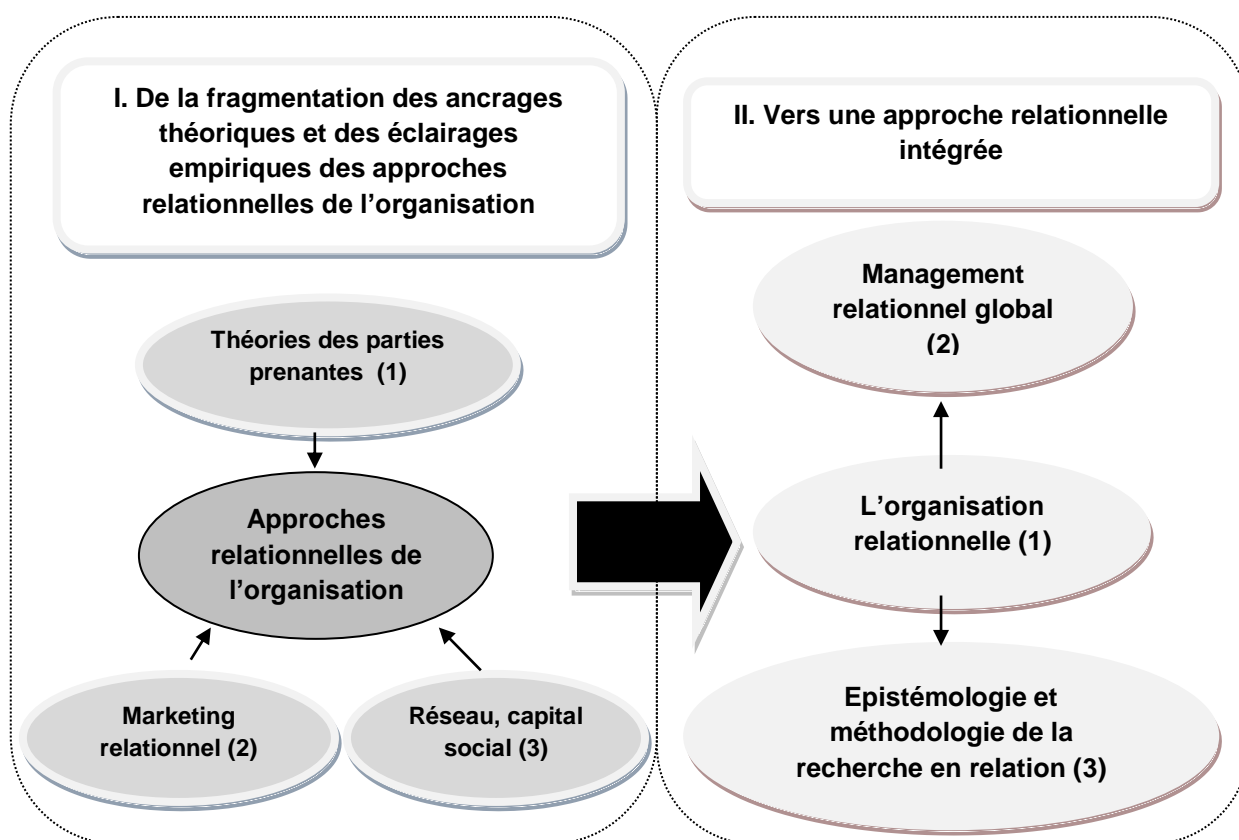 I. De la fragmentation des ancrages
théoriques et des éclairages
empiriques des approches
relationnelles de l’organisation
Théories des parties
prenantes (1)
Approches
relationnelles de
l’organisation
Marketing
relationnel (2)
Réseau, capital
social (3)
II. Vers une approche relationnelle
intégrée
Management
relationnel global
(2)
L’organisation
relationnelle (1)
Epistémologie et
méthodologie de la
recherche en relation (3)